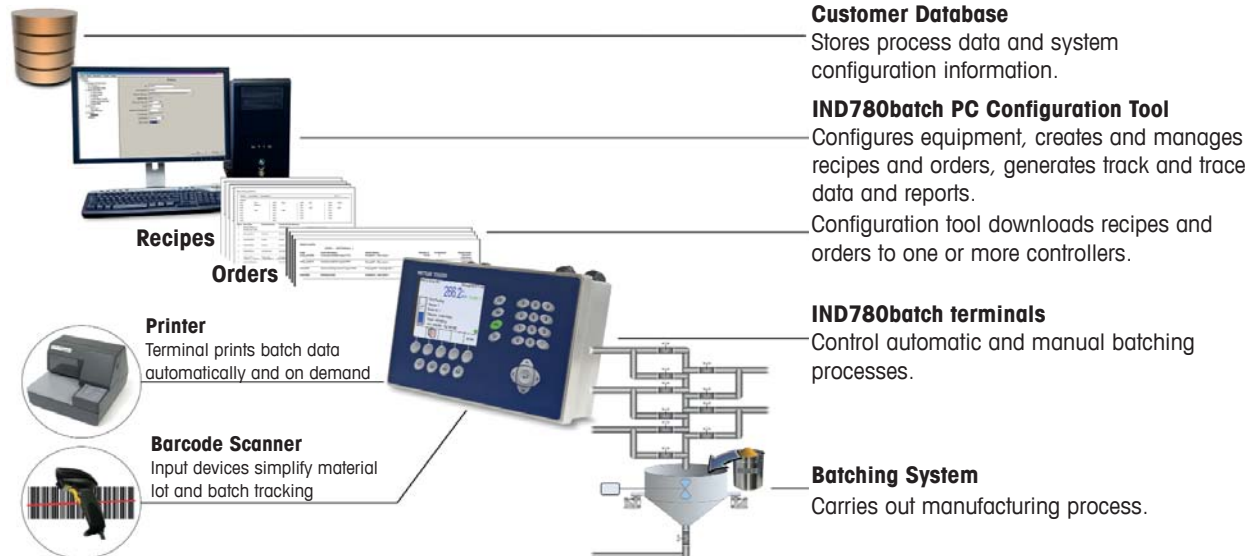 Customer Database
Stores process data and system
configuration information.
IND780batch PC Configuration Tool
Configures equipment, creates and manages
recipes and orders, generates track and trace
data and reports.
Configuration tool downloads recipes and
orders to one or more controllers.
Recipes
Orders
METTLER TOLEDO
IND780batch terminals
Control automatic and manual batching
processes.
Printer
Terminal prints batch data
automatically and on demand
Barcode Scanner
Input devices simplify material
lot and batch tracking
Batching System
Carries out manufacturing process.